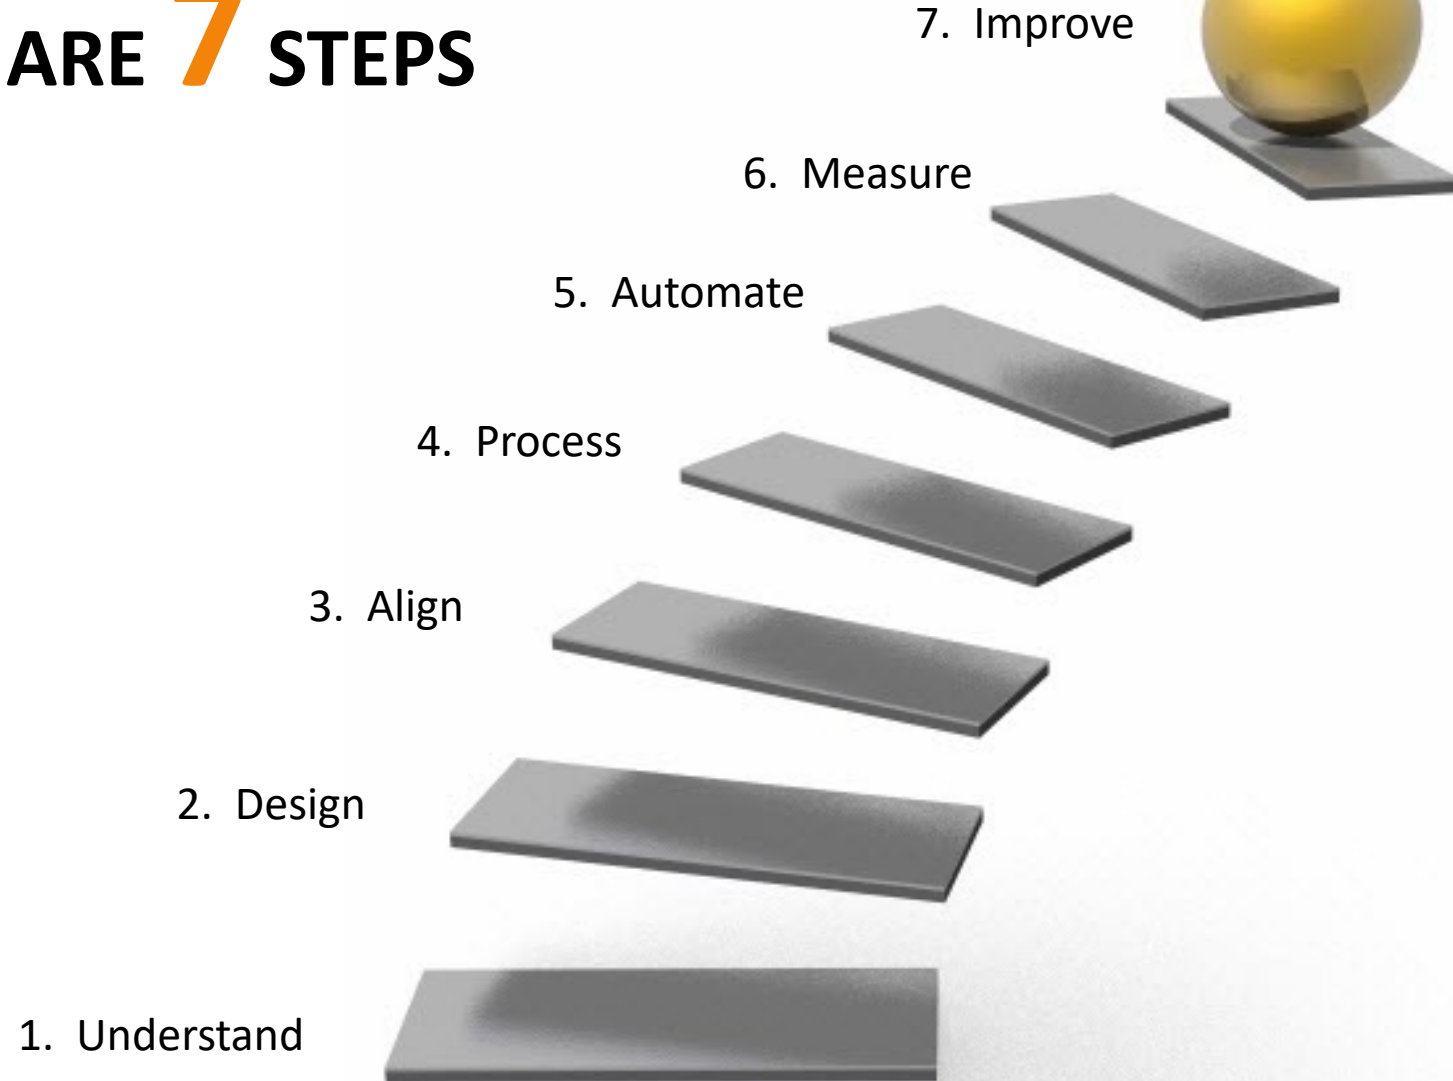 ARE 7 STEPS
7. Improve
6. Measure
5. Automate
4. Process
3. Align
2. Design
1. Understand